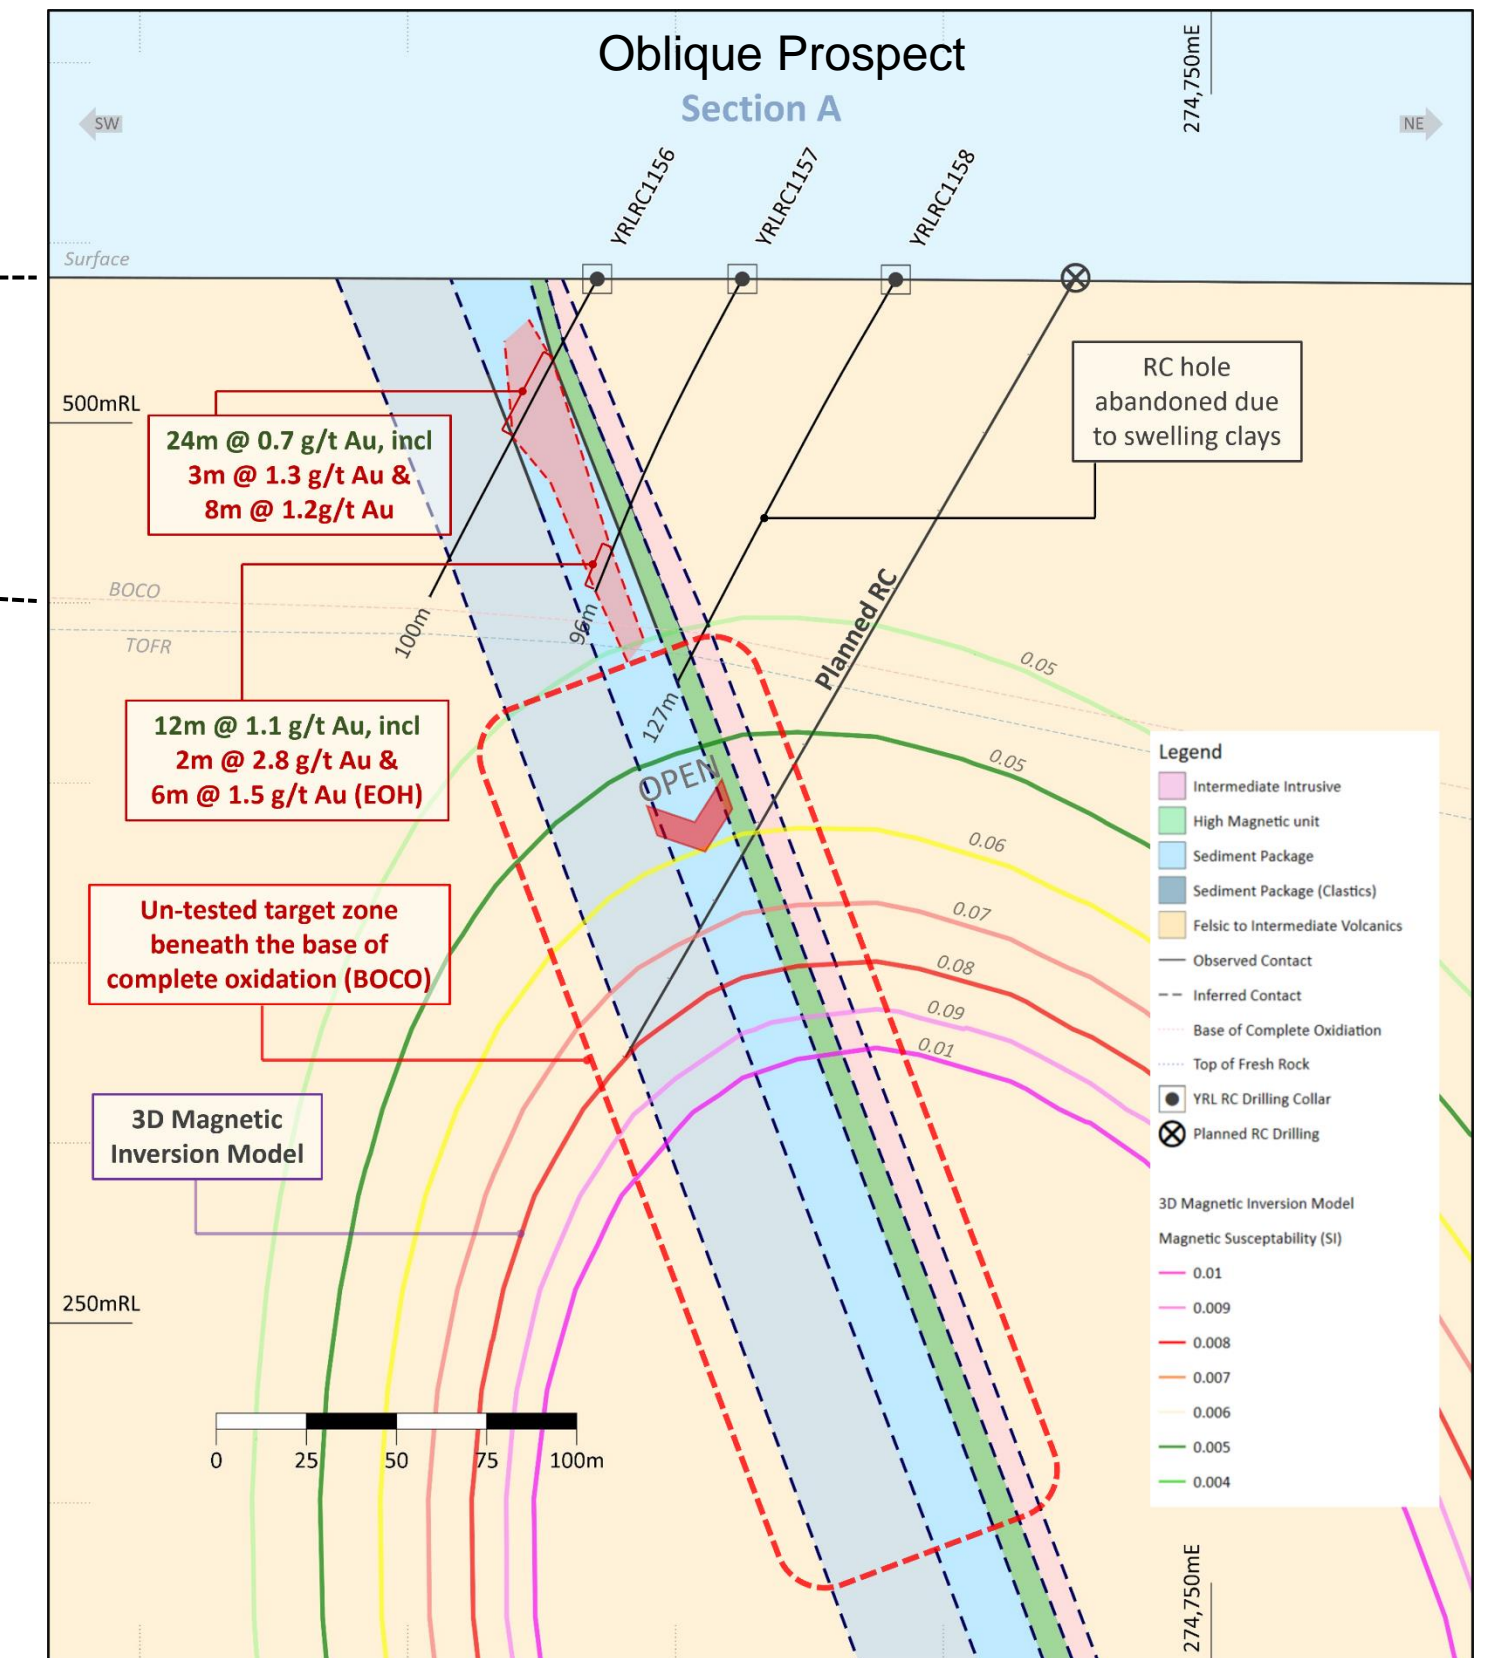 Oblique Prospect
Section A
274,750mE
SW
NE
YRLRC1156
YRLRC1157
YRLRC1158
Surface
RC hole
abandoned due
to swelling clays
500mRL
24m @ 0.7 g/t Au, incl
3m @ 1.3 g/t Au &
8m @ 1.2g/t Au
BOCO
TOFR
100m
96m
127m
Planned RC
0.05
OPEN
0.05
12m @ 1.1 g/t Au, incl
2m @ 2.8 g/t Au &
6m @ 1.5 g/t Au (EOH)
0.06
0.07
0.08
0.09
0.01
Un-tested target zone
beneath the base of
complete oxidation (BOCO)
3D Magnetic
Inversion Model
250mRL
0
25
50
75
100m
Legend
Intermediate Intrusive
High Magnetic unit
Sediment Package
Sediment Package (Clastics)
Felsic to Intermediate Volcanics
Observed Contact
Inferred Contact
Base of Complete Oxidiation
Top of Fresh Rock
YRL RC Drilling Collar
Planned RC Drilling
3D Magnetic Inversion Model
Magnetic Susceptability (SI)
0.01
0.009
0.008
0.007
0.006
0.005
0.004
274,750mE